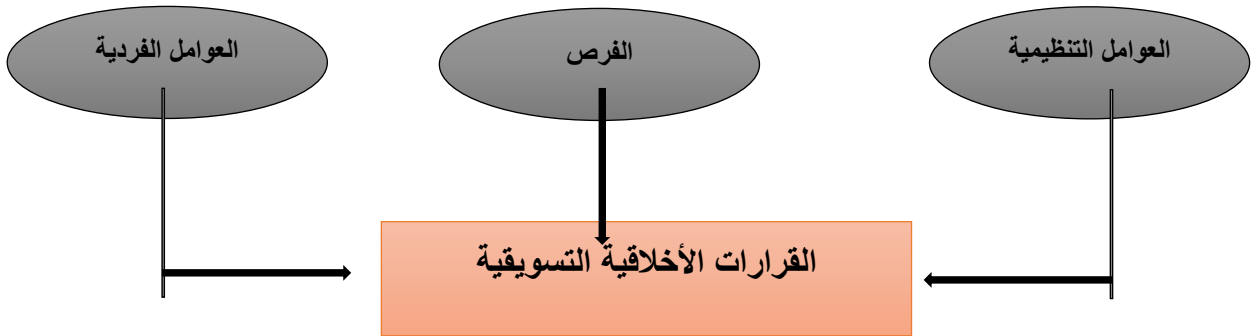 العوامل التنظيمية
الفرص
العوامل الفردية
القرارات الأخلاقية التسويقية